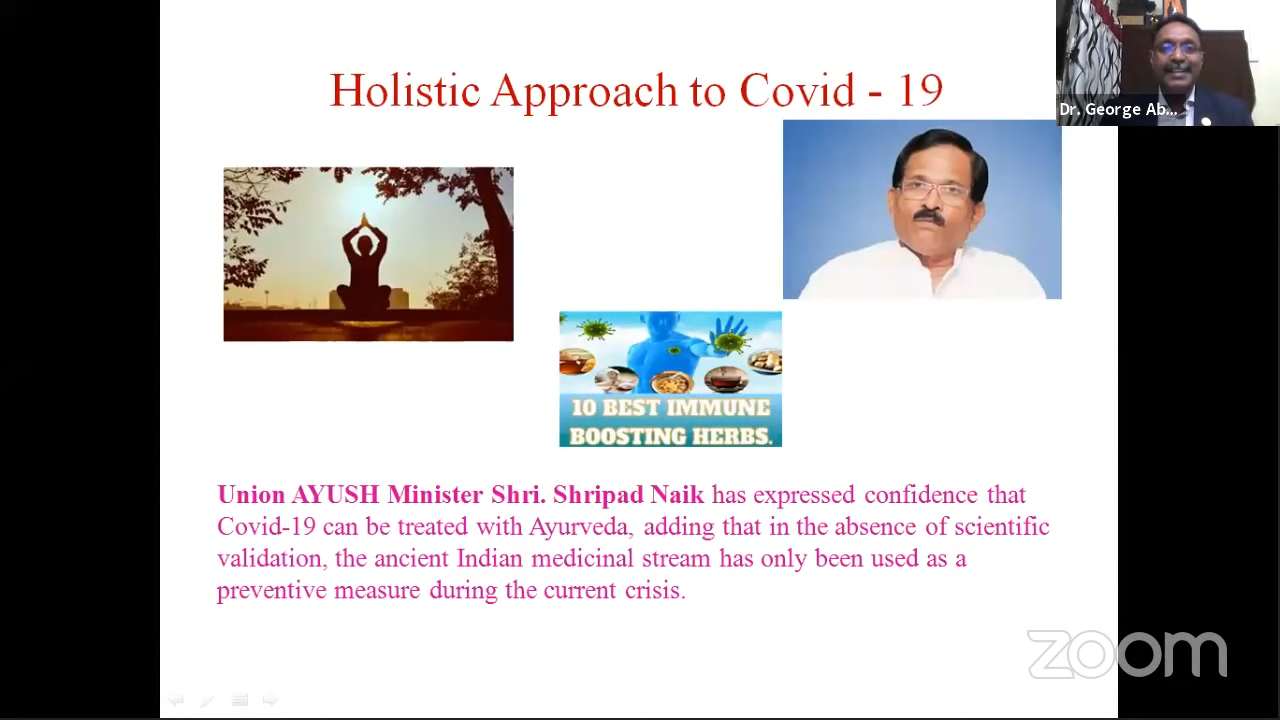 Holistic Approach to Covid - 19
Dr. George Ab...
10 BEST IMMUNE
BOOSTING HERBS.
Union AYUSH Minister Shri. Shripad Naik has expressed confidence that
Covid-19 can be treated with Ayurveda, adding that in the absence of scientific
validation, the ancient Indian medicinal stream has only been used as a
preventive measure during the current crisis.
zoom